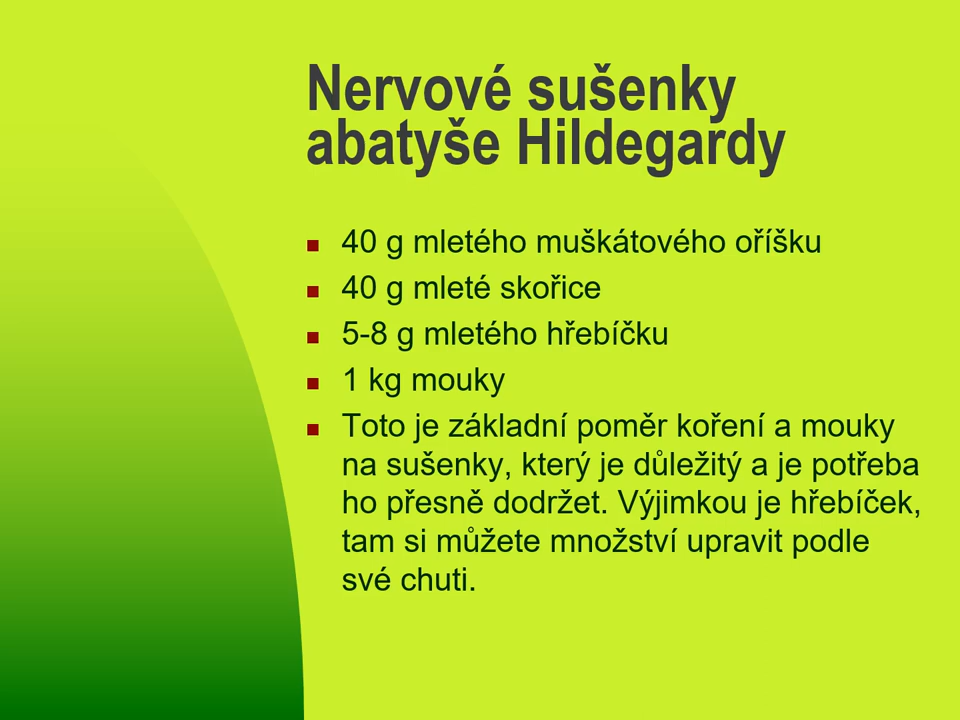 Nervové sušenky
abatyše Hildegardy
40 g mletého muškátového oříšku
40 g mleté skořice
5-8 g mletého hřebíčku
1 kg mouky
Toto je základní poměr koření a mouky
na sušenky, který je důležitý a je potřeba
ho přesně dodržet. Výjimkou je hřebíček,
tam si můžete množství upravit podle
své chuti.